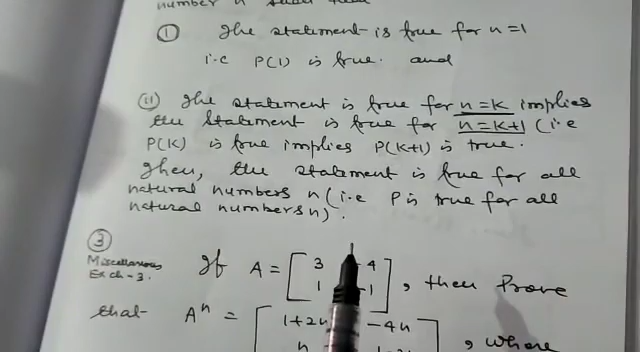 number n
① The statement is true for n=1
i.e P(1) is true. and
(ii) The statement is true for n=k implies
the statement is true for n=k+1 (i.e
P(K) is true implies P(K+1) is true.
Then, the statement is true for all
natural numbers n (i.e P is true for all
natural numbers n).
③
Miscellaneous
Ex ch-3.
If A = [ 3 -4
1 -1 ] , then Prove
that- Aⁿ = [ 1+2n -4n
n ] , where